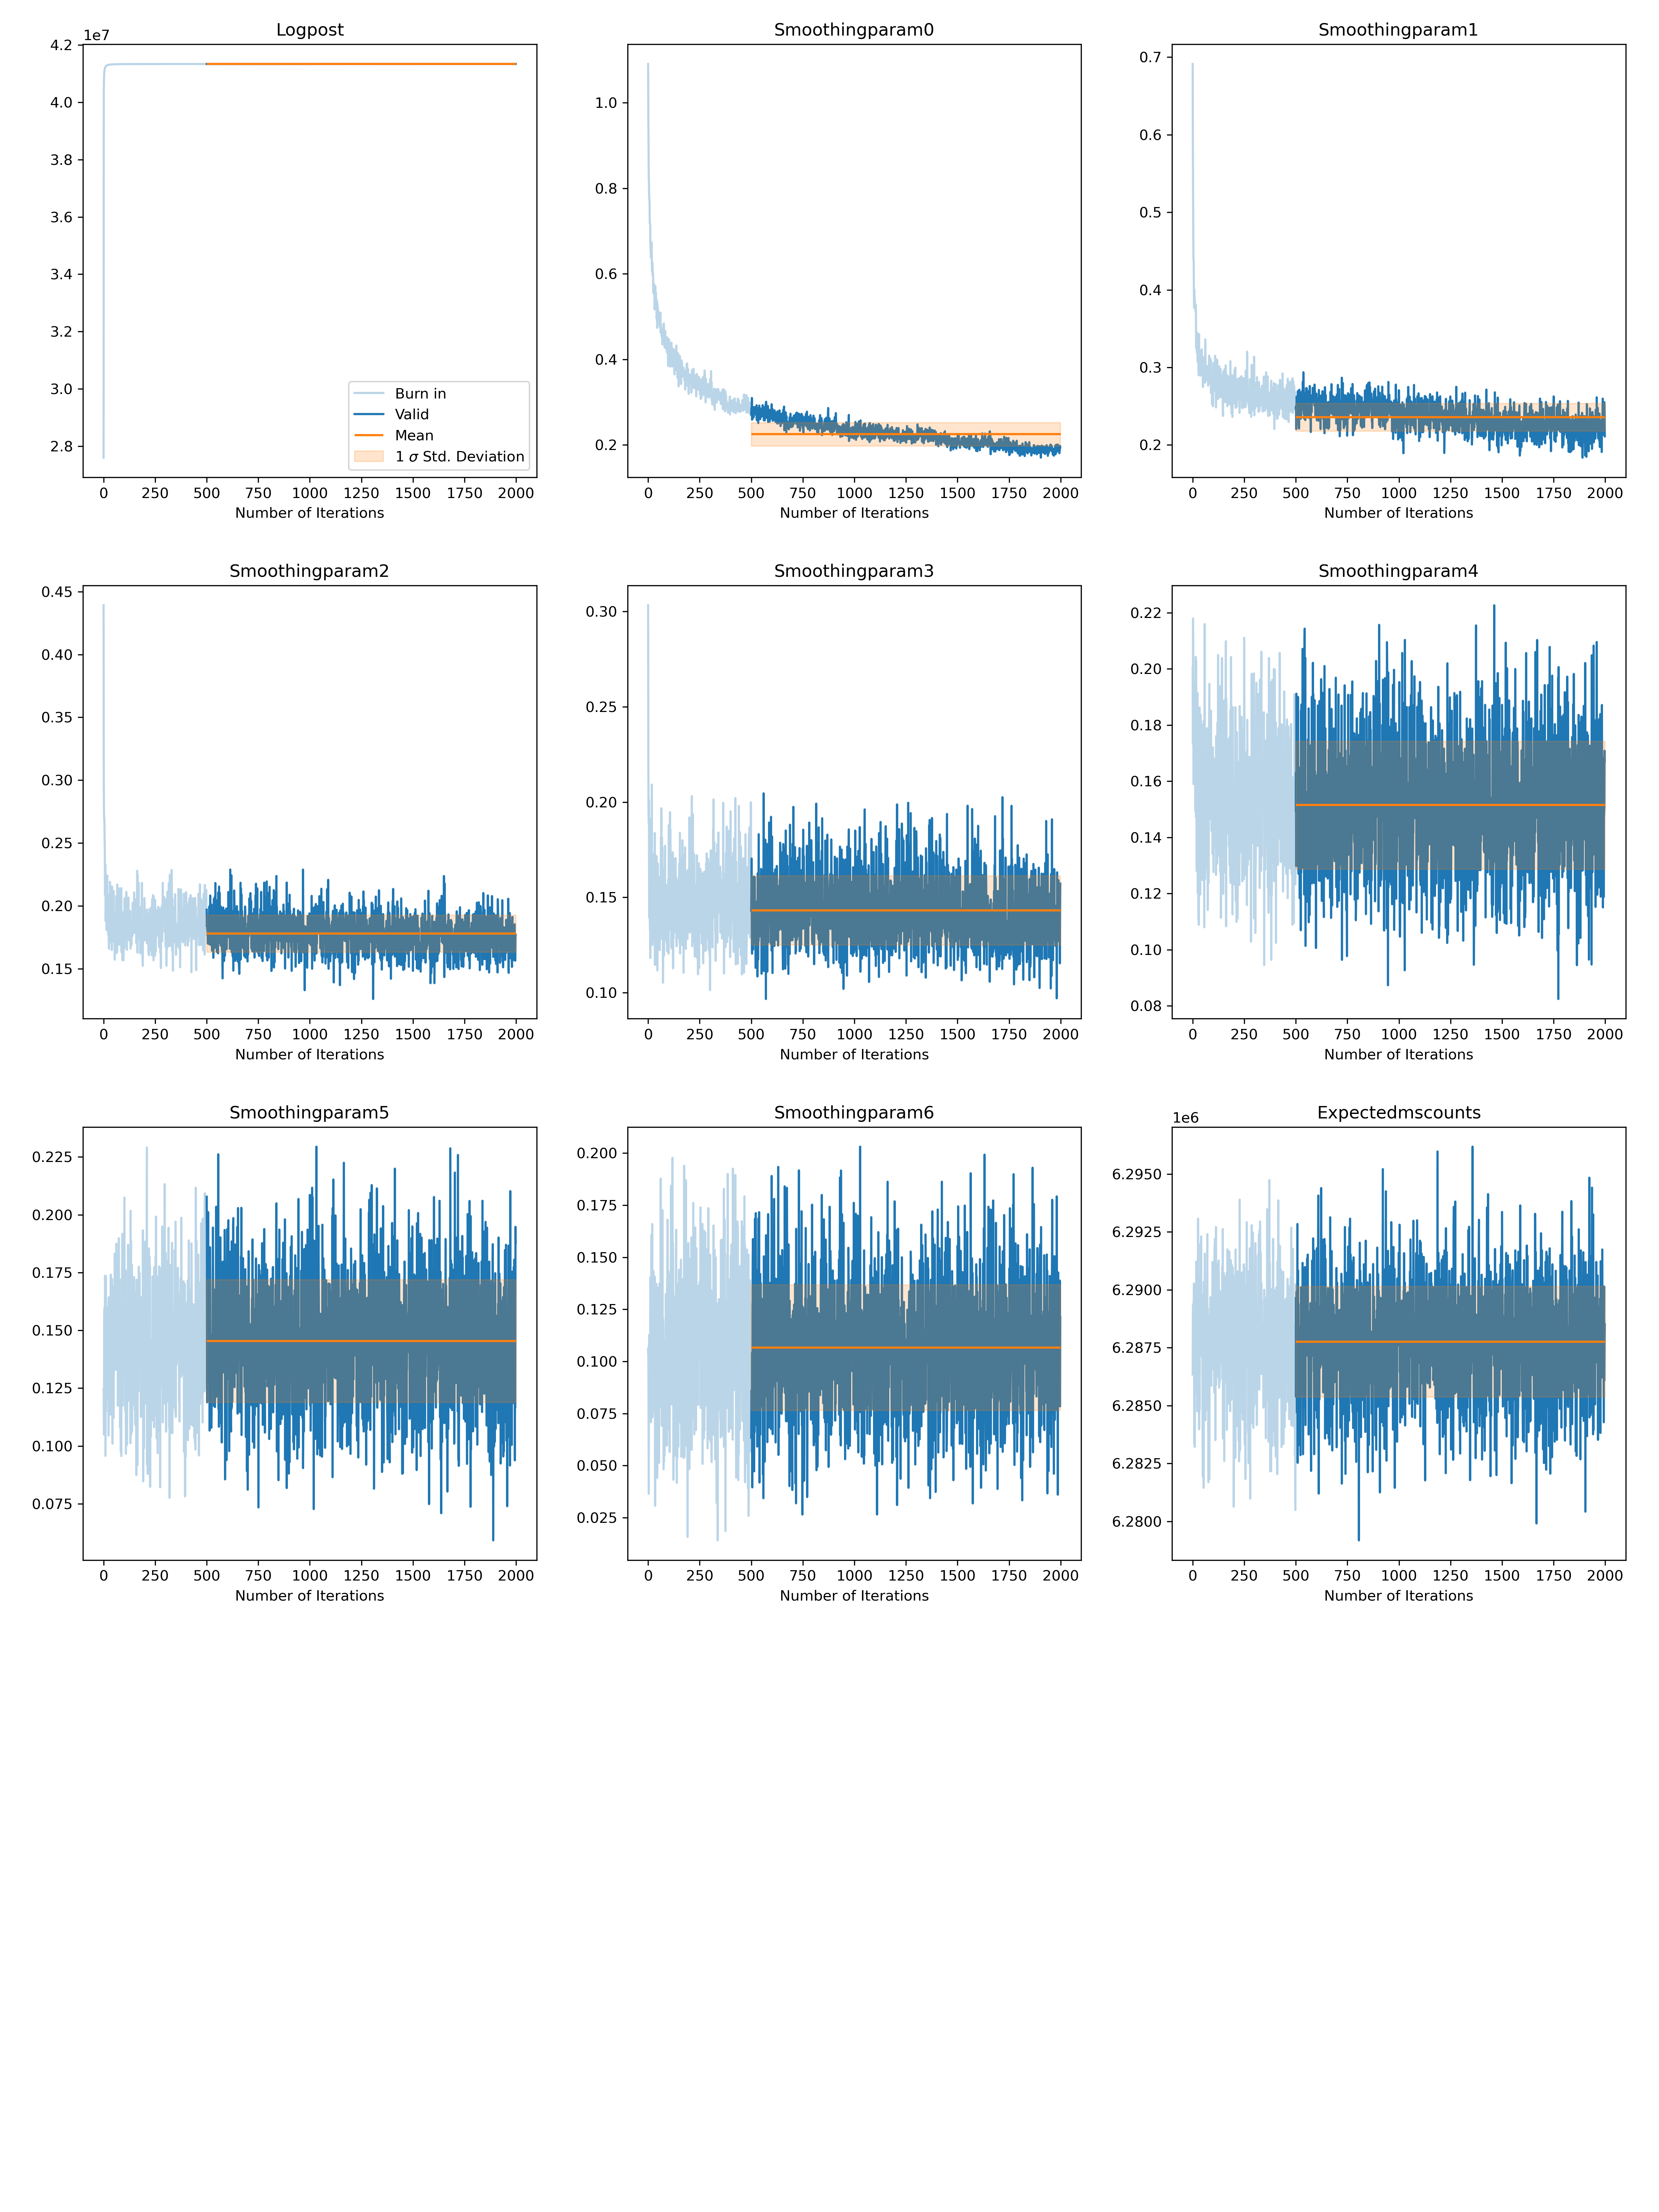 Logpost
1e7
4.2
4.0
3.8
3.6
3.4
3.2
3.0
2.8
Burn in
Valid
Mean
1 σ Std. Deviation
0 250 500 750 1000 1250 1500 1750 2000
Number of Iterations
Smoothingparam0
1.0
0.8
0.6
0.4
0.2
0 250 500 750 1000 1250 1500 1750 2000
Number of Iterations
Smoothingparam1
0.7
0.6
0.5
0.4
0.3
0.2
0 250 500 750 1000 1250 1500 1750 2000
Number of Iterations
Smoothingparam2
0.45
0.40
0.35
0.30
0.25
0.20
0.15
0 250 500 750 1000 1250 1500 1750 2000
Number of Iterations
Smoothingparam3
0.30
0.25
0.20
0.15
0.10
0 250 500 750 1000 1250 1500 1750 2000
Number of Iterations
Smoothingparam4
0.22
0.20
0.18
0.16
0.14
0.12
0.10
0.08
0 250 500 750 1000 1250 1500 1750 2000
Number of Iterations
Smoothingparam5
0.225
0.200
0.175
0.150
0.125
0.100
0.075
0 250 500 750 1000 1250 1500 1750 2000
Number of Iterations
Smoothingparam6
0.200
0.175
0.150
0.125
0.100
0.075
0.050
0.025
0 250 500 750 1000 1250 1500 1750 2000
Number of Iterations
Expectedmscounts
1e6
6.2950
6.2925
6.2900
6.2875
6.2850
6.2825
6.2800
0 250 500 750 1000 1250 1500 1750 2000
Number of Iterations